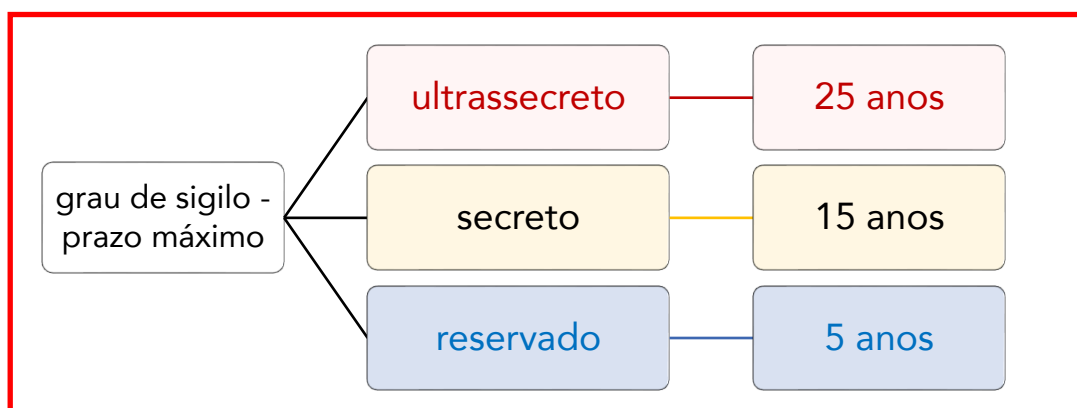 grau de sigilo -
prazo máximo
ultrassecreto
25 anos
secreto
15 anos
reservado
5 anos